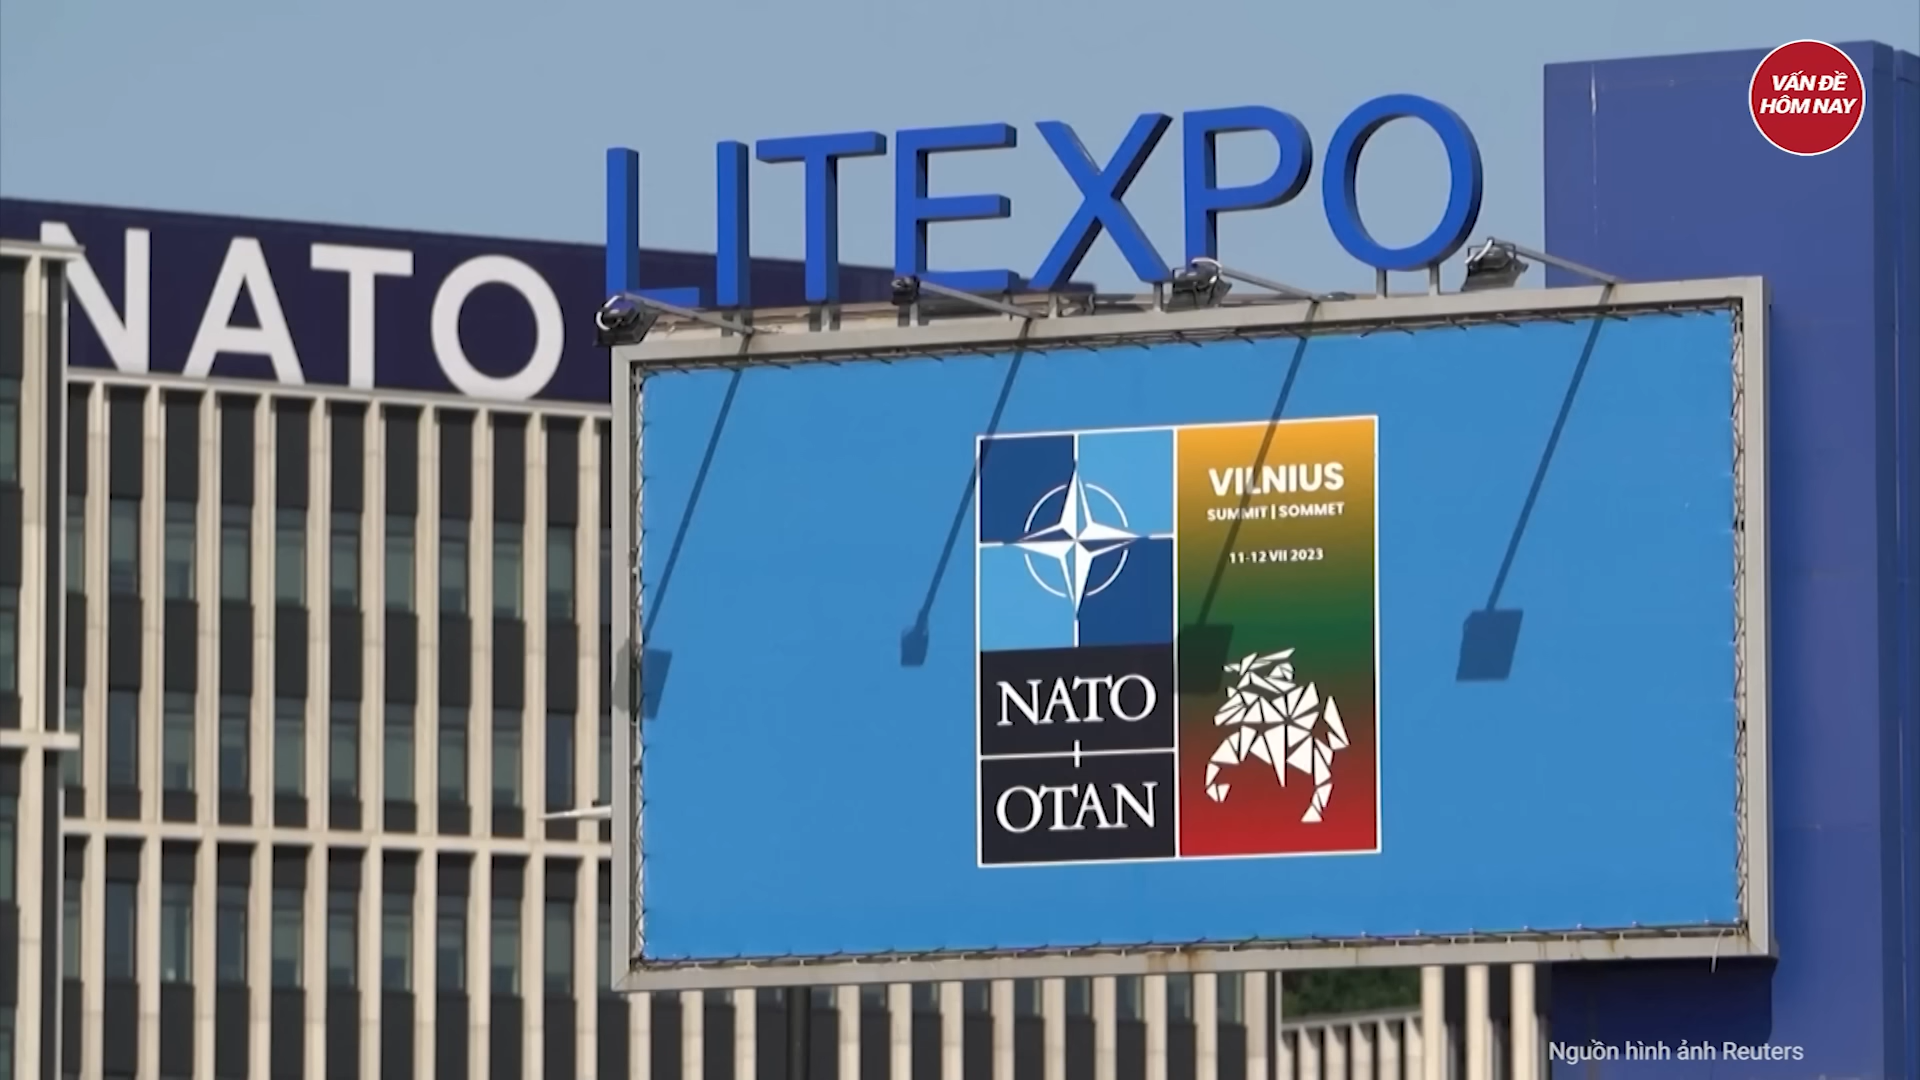 VẤN ĐỀ
HÔM NAY
LITEXPO
NATO
VILNIUS
SUMMIT | SOMMET
11-12 VII 2023
NATO
OTAN
Nguồn hình ảnh Reuters